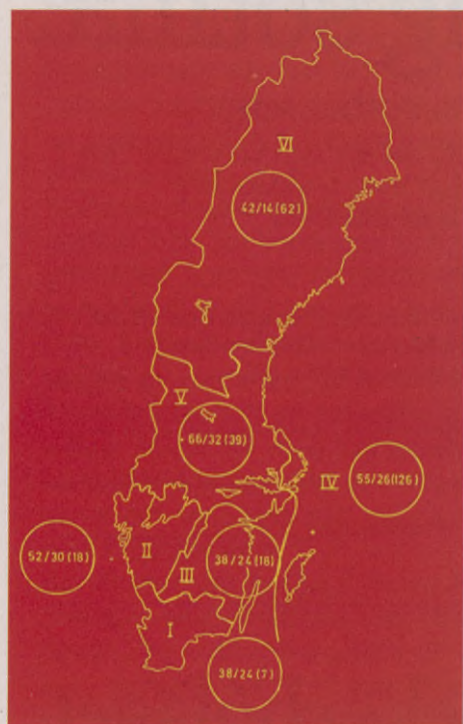 VI
42/14(62)
V
66/32(39)
IV
55/26(126)
52/30(18)
II
III
38/24(18)
I
38/24(7)